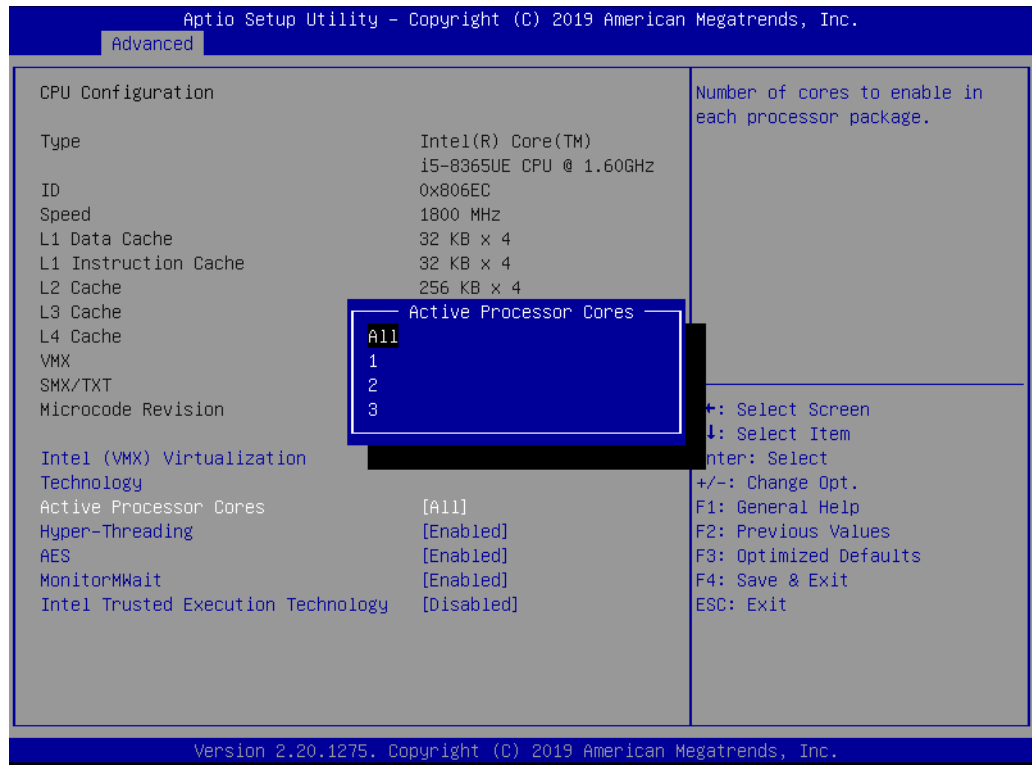 Aptio Setup Utility – Copyright (C) 2019 American Megatrends, Inc.
Advanced
CPU Configuration
Type Intel(R) Core(TM)
i5-8365UE CPU @ 1.60GHz
ID 0x806EC
Speed 1800 MHz
L1 Data Cache 32 KB x 4
L1 Instruction Cache 32 KB x 4
L2 Cache 256 KB x 4
L3 Cache
L4 Cache
VMX
SMX/TXT
Microcode Revision
Intel (VMX) Virtualization
Technology
Active Processor Cores [All]
Hyper-Threading [Enabled]
AES [Enabled]
MonitorMWait [Enabled]
Intel Trusted Execution Technology [Disabled]
Active Processor Cores
All
1
2
3
Number of cores to enable in
each processor package.
: Select Screen
: Select Item
nter: Select
+/-: Change Opt.
F1: General Help
F2: Previous Values
F3: Optimized Defaults
F4: Save & Exit
ESC: Exit
Version 2.20.1275. Copyright (C) 2019 American Megatrends, Inc.